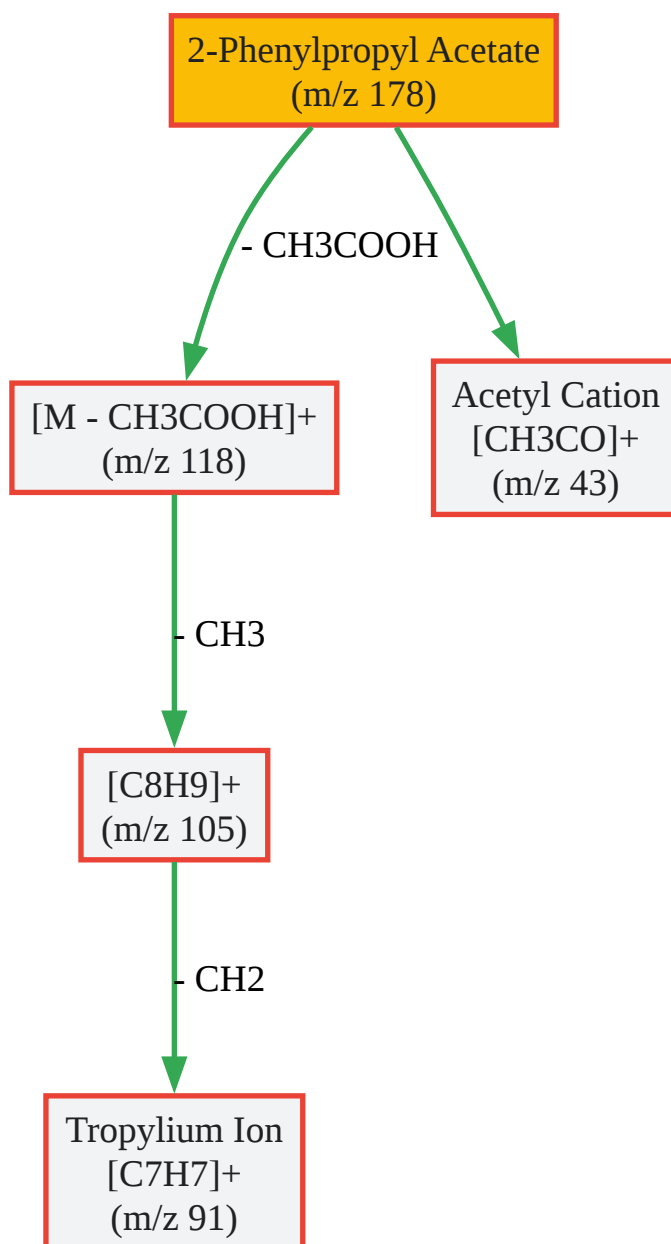 2-Phenylpropyl Acetate
(m/z 178)
- CH3COOH
[M - CH3COOH]+
(m/z 118)
Acetyl Cation
[CH3CO]+
(m/z 43)
- CH3
[C8H9]+
(m/z 105)
- CH2
Tropylium Ion
[C7H7]+
(m/z 91)